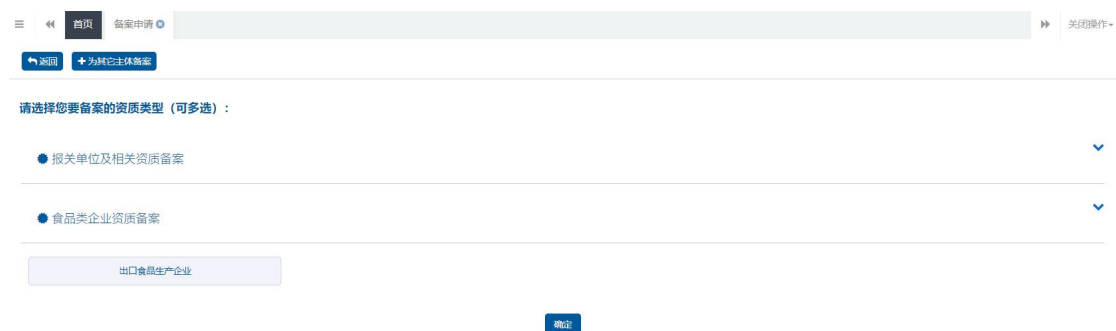 首页 备案申请 关闭操作
返回 为其它主体备案
请选择您要备案的资质类型（可多选）：
报关单位及相关资质备案
食品类企业资质备案
出口食品生产企业
确定